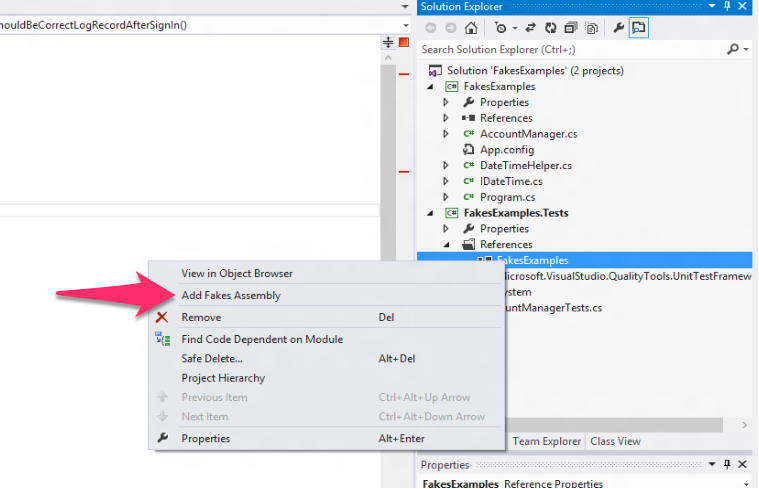 Solution Explorer
houldBeCorrectLogRecordAfterSignIn()
Search Solution Explorer (Ctrl+;)
Solution 'FakesExamples' (2 projects)
C# FakesExamples
Properties
References
C# AccountManager.cs
App.config
C# DateTimeHelper.cs
C# IDateTime.cs
C# Program.cs
C# FakesExamples.Tests
Properties
References
FakesExamples
Microsoft.VisualStudio.QualityTools.UnitTestFramew
ystem
ountManagerTests.cs
View in Object Browser
Add Fakes Assembly
Remove Del
Find Code Dependent on Module
Safe Delete... Alt+Del
Project Hierarchy
Previous Item Ctrl+Alt+Up Arrow
Next Item Ctrl+Alt+Down Arrow
Properties Alt+Enter
Team Explorer Class View
Properties
FakesExamples Reference Properties